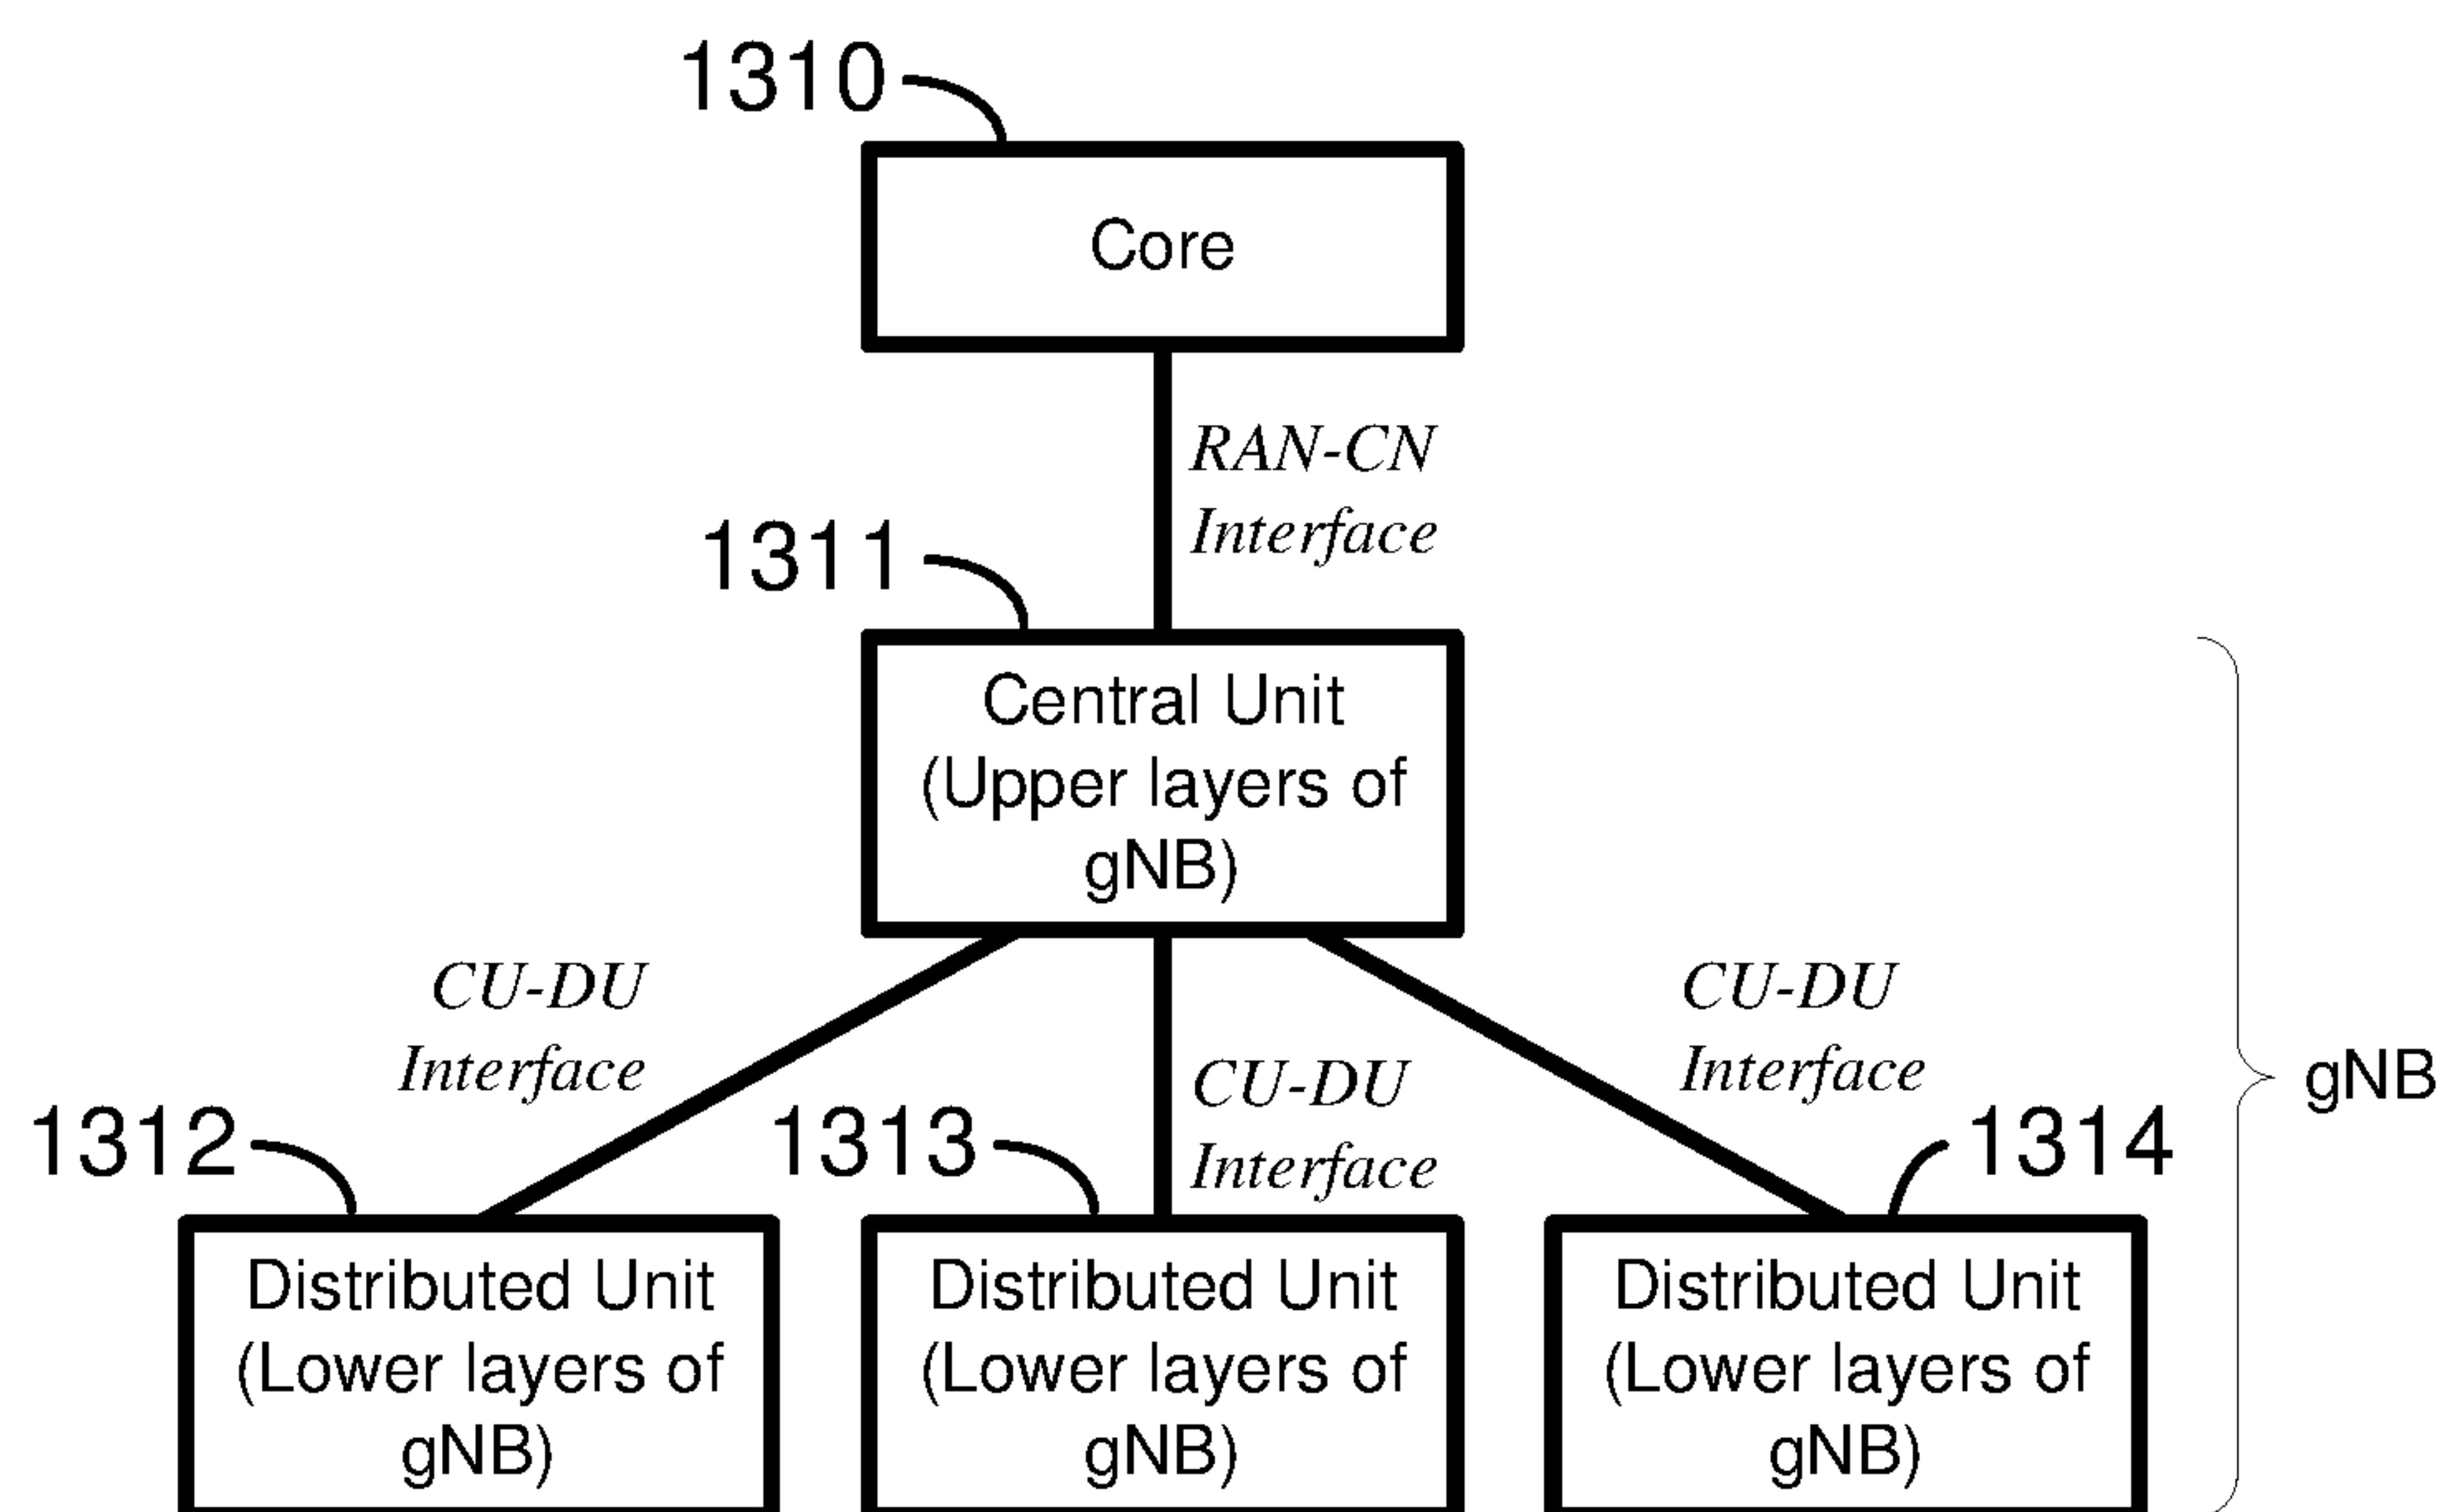 1310
Core
RAN-CN
Interface
1311
Central Unit
(Upper layers of
gNB)
CU-DU
Interface
CU-DU
Interface
CU-DU
Interface
gNB
1312
1313
1314
Distributed Unit
(Lower layers of
gNB)
Distributed Unit
(Lower layers of
gNB)
Distributed Unit
(Lower layers of
gNB)